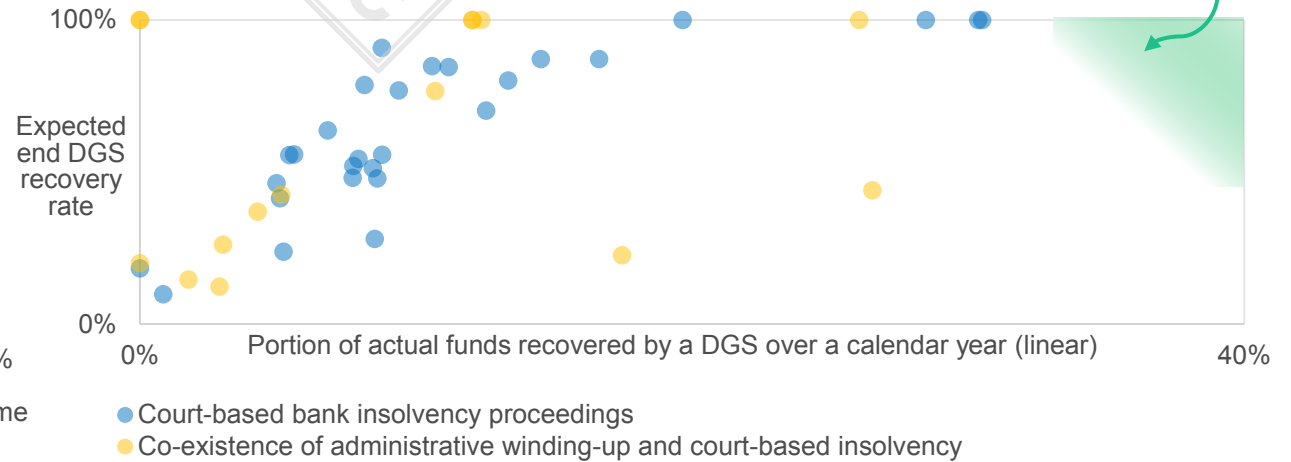 100%
Expected
end DGS
recovery
rate
0%
0%
Portion of actual funds recovered by a DGS over a calendar year (linear)
40%
%
me
Court-based bank insolvency proceedings
Co-existence of administrative winding-up and court-based insolvency